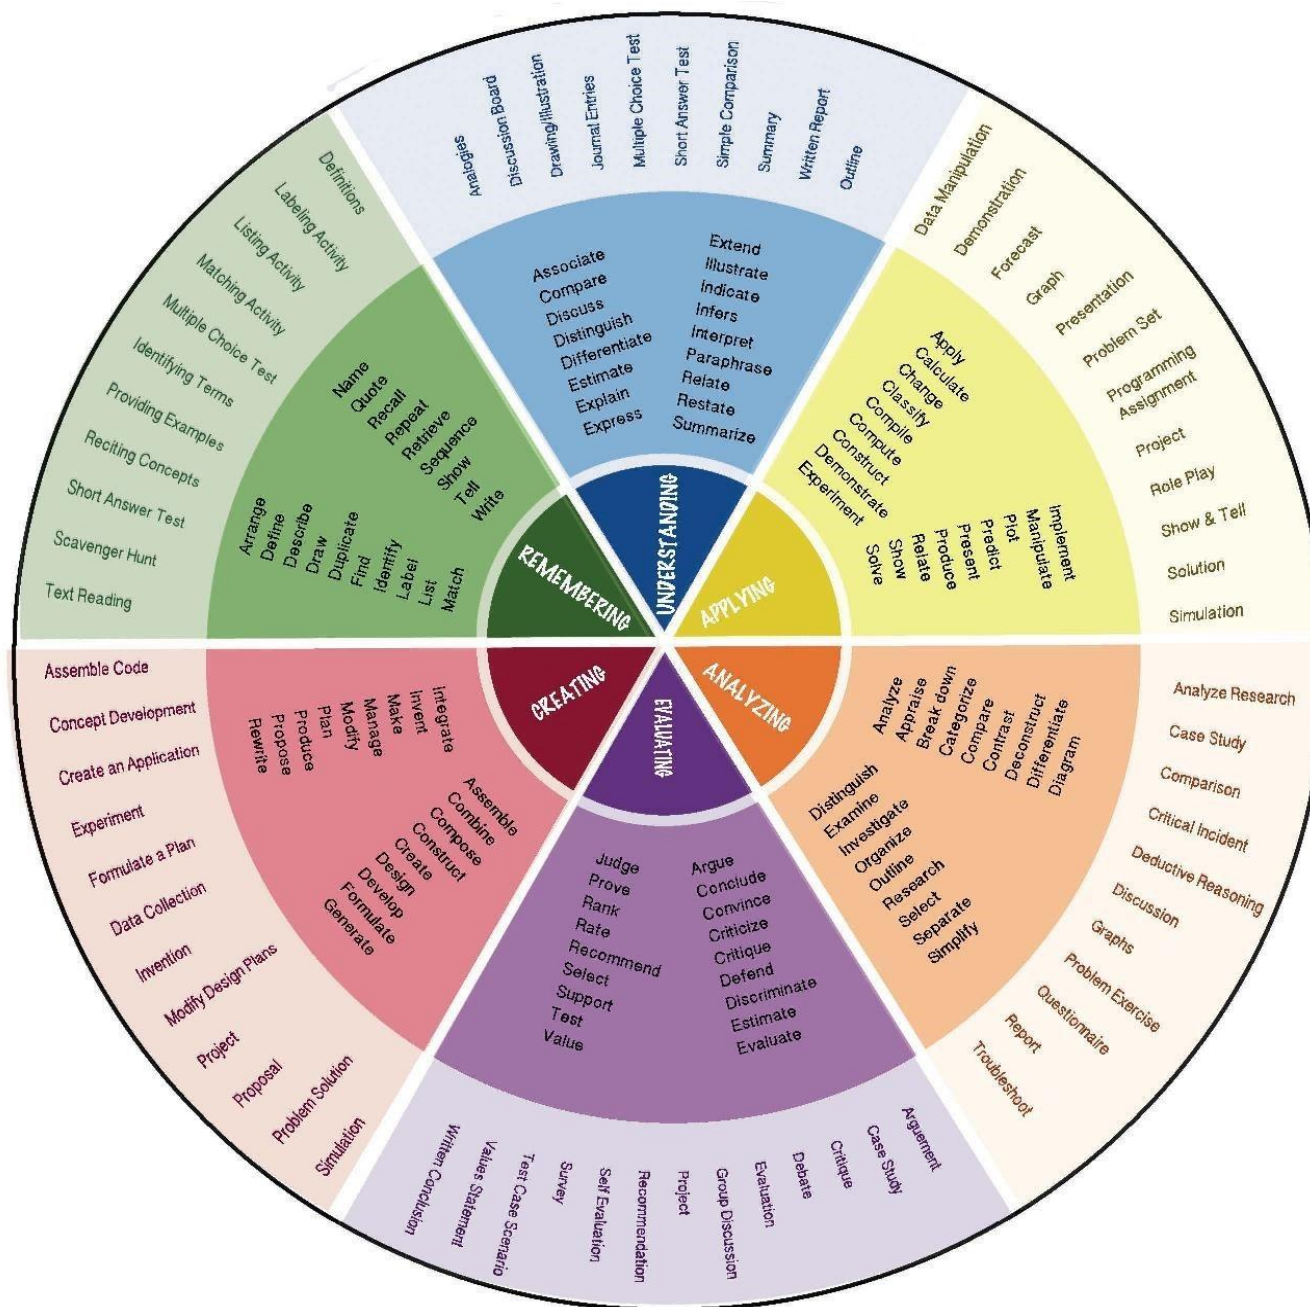 UNDERSTANDING
Analogies
Discussion Board
Drawing/Illustration
Journal Entries
Multiple Choice Test
Short Answer Test
Simple Comparison
Summary
Written Report
Outline
Associate
Compare
Discuss
Distinguish
Differentiate
Estimate
Explain
Express
Extend
Illustrate
Indicate
Infers
Interpret
Paraphrase
Relate
Restate
Summarize
APPLYING
Data Manipulation
Demonstration
Forecast
Graph
Presentation
Problem Set
Programming
Assignment
Project
Role Play
Show & Tell
Solution
Simulation
Apply
Calculate
Change
Classify
Compile
Compute
Construct
Demonstrate
Experiment
Implement
Manipulate
Plot
Predict
Present
Produce
Relate
Show
Solve
ANALYZING
Analyze Research
Case Study
Comparison
Critical Incident
Deductive Reasoning
Discussion
Graphs
Problem Exercise
Questionnaire
Report
Troubleshoot
Analyze
Appraise
Break down
Categorize
Compare
Contrast
Deconstruct
Differentiate
Diagram
Distinguish
Examine
Investigate
Organize
Outline
Research
Select
Separate
Simplify
EVALUATING
Arguement
Case Study
Critique
Debate
Evaluation
Group Discussion
Project
Recommendation
Self Evaluation
Survey
Test Case Scenario
Values Statement
Written Conclusion
Argue
Conclude
Convince
Criticize
Critique
Defend
Discriminate
Estimate
Evaluate
Judge
Prove
Rank
Rate
Recommend
Select
Support
Test
Value
CREATING
Assemble Code
Concept Development
Create an Application
Experiment
Formulate a Plan
Data Collection
Invention
Modify Design Plans
Project
Proposal
Problem Solution
Simulation
Assemble
Combine
Compose
Construct
Create
Design
Develop
Formulate
Generate
Integrate
Invent
Make
Manage
Modify
Plan
Produce
Propose
Rewrite
REMEMBERING
Definitions
Labeling Activity
Listing Activity
Matching Activity
Multiple Choice Test
Identifying Terms
Providing Examples
Reciting Concepts
Short Answer Test
Scavenger Hunt
Text Reading
Arrange
Define
Describe
Draw
Duplicate
Find
Identify
Label
List
Match
Name
Quote
Recall
Repeat
Retrieve
Sequence
Show
Tell
Write